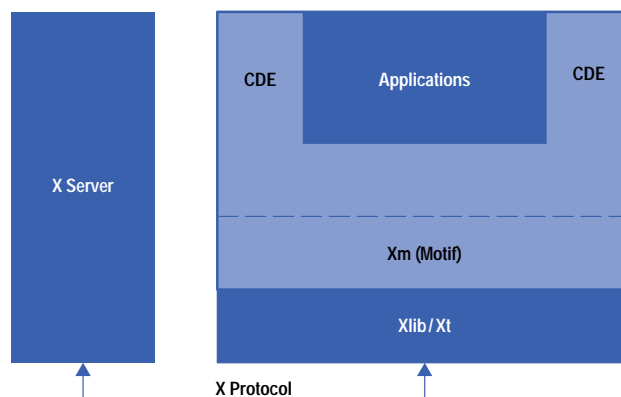 CDE
Applications
CDE
X Server
Xm (Motif)
Xlib/Xt
X Protocol